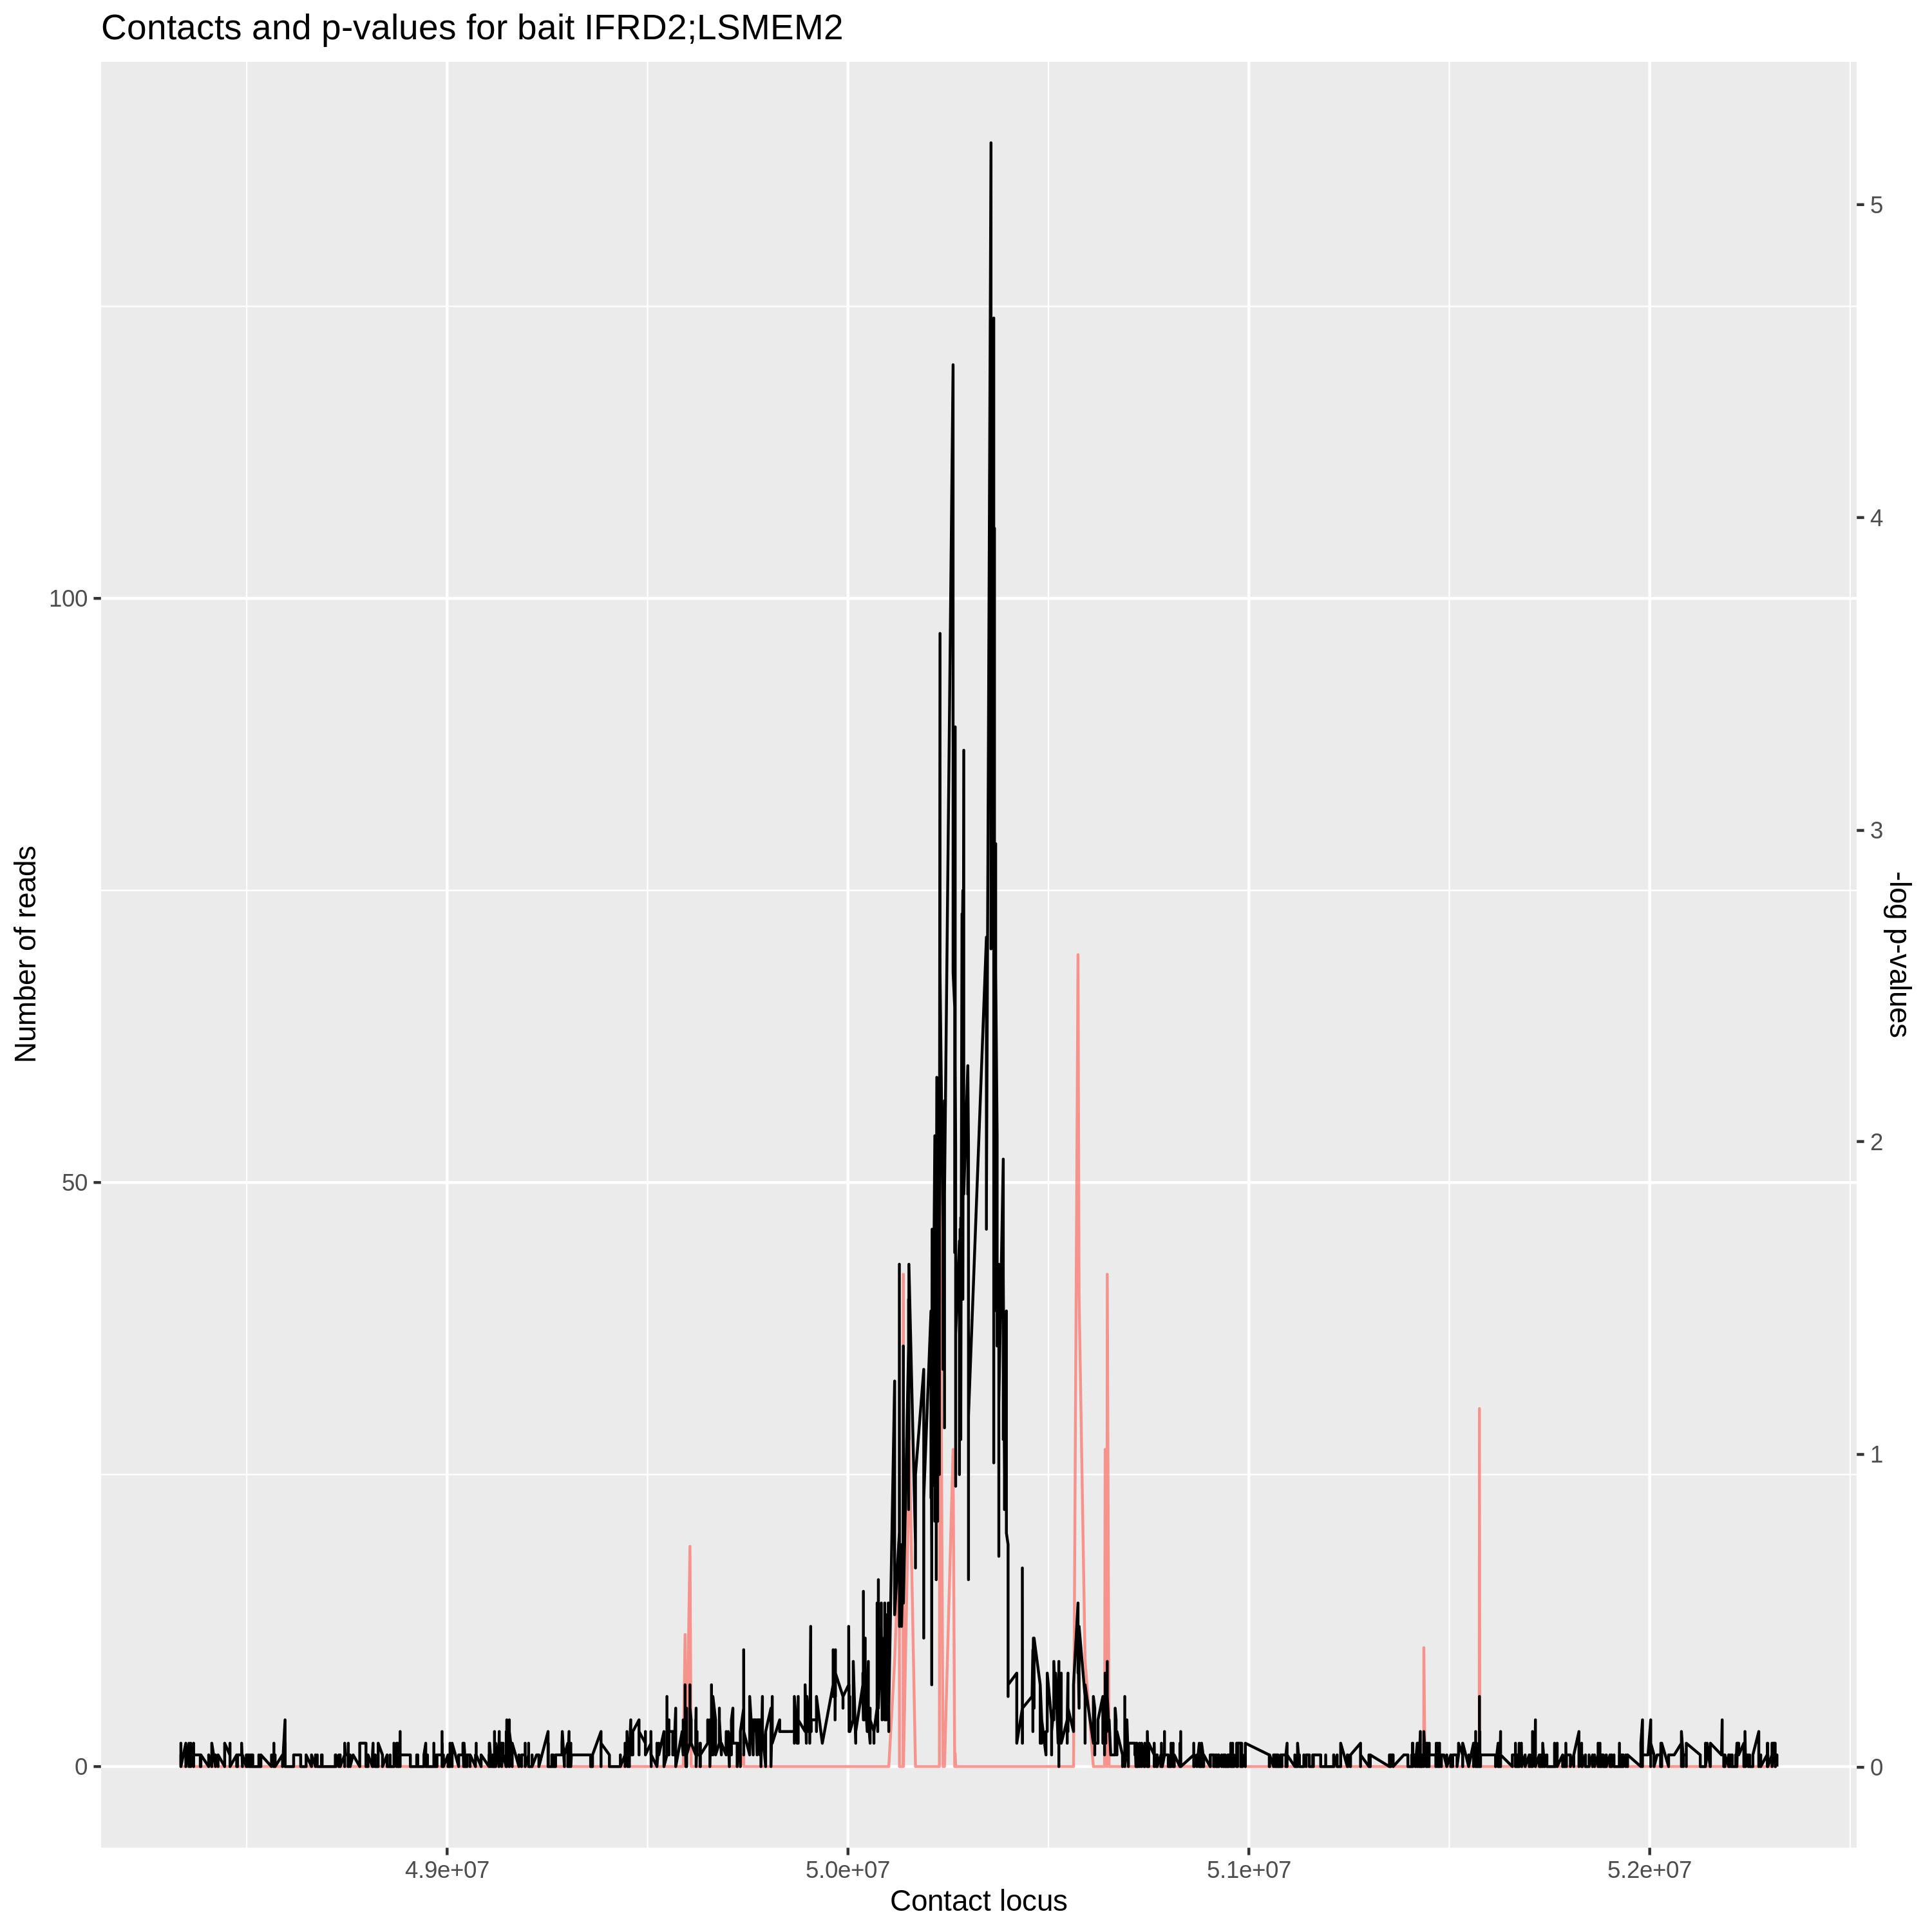 Contacts and p-values for bait IFRD2;LSMEM2
5
4
100
3
Number of reads
-log p-values
2
50
1
0
0
4.9e+07
5.0e+07
5.1e+07
5.2e+07
Contact locus